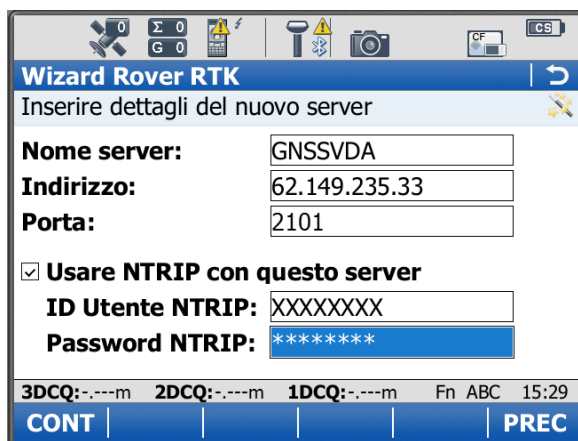 0
Σ 0
G 0
CF
CS
Wizard Rover RTK
Inserire dettagli del nuovo server
Nome server: GNSSVDA
Indirizzo: 62.149.235.33
Porta: 2101
Usare NTRIP con questo server
ID Utente NTRIP: XXXXXXXX
Password NTRIP: ********
3DCQ:-.---m 2DCQ:-.---m 1DCQ:-.---m Fn ABC 15:29
CONT PREC